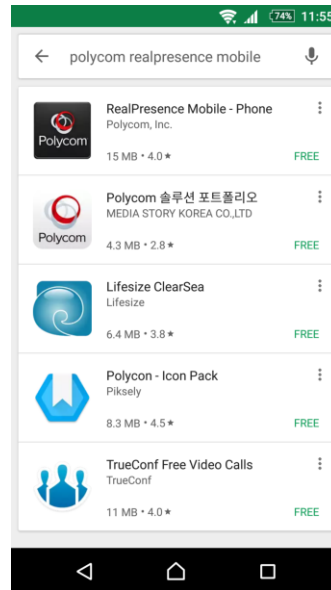 74% 11:55
polycom realpresence mobile
Polycom
RealPresence Mobile - Phone
Polycom, Inc.
15 MB • 4.0★
FREE
Polycom
Polycom 솔루션 포트폴리오
MEDIA STORY KOREA CO.,LTD
4.3 MB • 2.8★
FREE
Lifesize ClearSea
Lifesize
6.4 MB • 3.8★
FREE
Polycon - Icon Pack
Piksely
8.3 MB • 4.5★
FREE
TrueConf Free Video Calls
TrueConf
11 MB • 4.0★
FREE